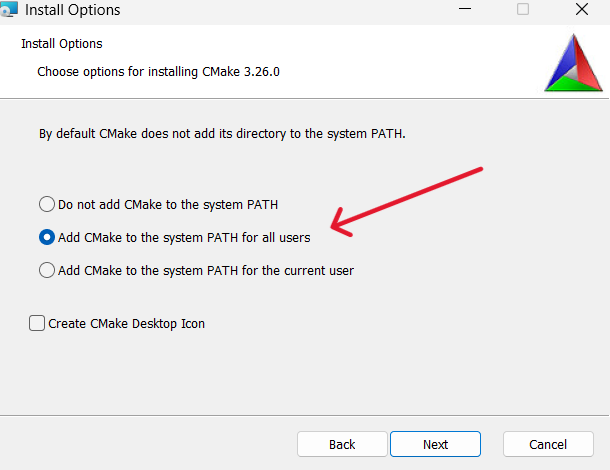 Install Options
Install Options
Choose options for installing CMake 3.26.0
By default CMake does not add its directory to the system PATH.
Do not add CMake to the system PATH
Add CMake to the system PATH for all users
Add CMake to the system PATH for the current user
Create CMake Desktop Icon
Back Next Cancel